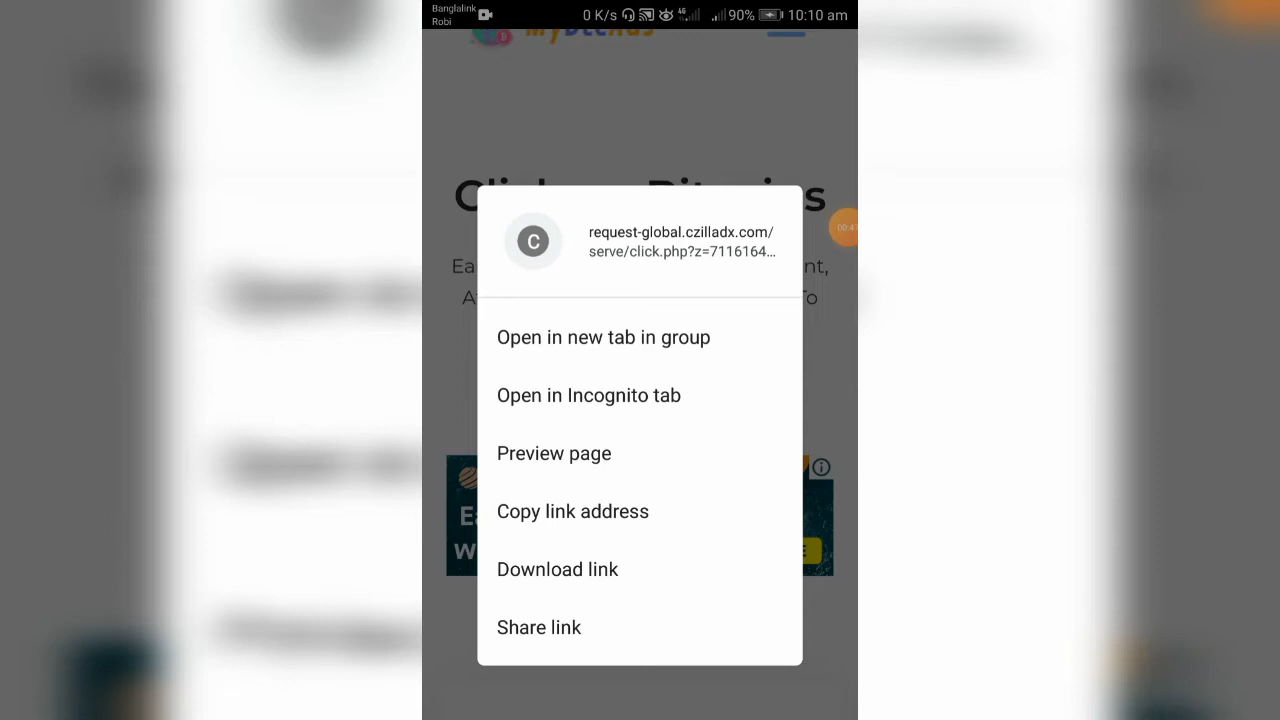 Banglalink
Robi
0 K/s 4G 90% 10:10 am
request-global.czilladx.com/
serve/click.php?z=7116164...
Open in new tab in group
Open in Incognito tab
Preview page
Copy link address
Download link
Share link